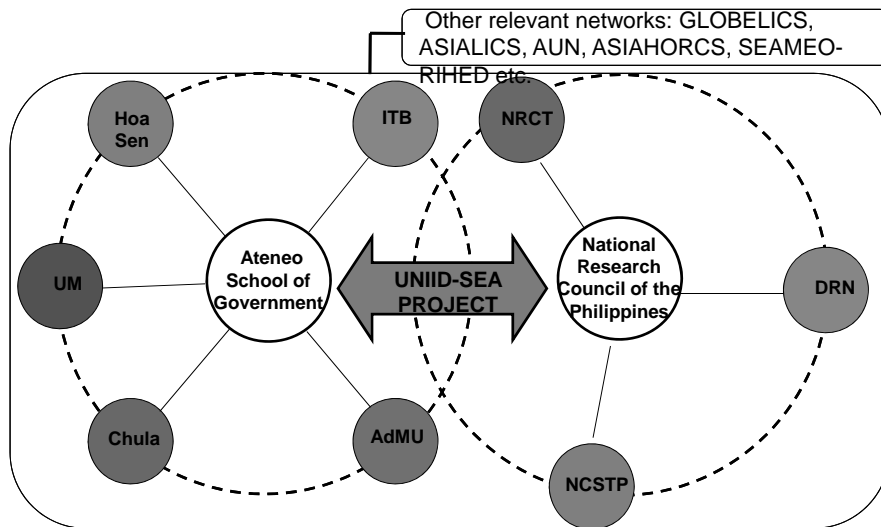 Other relevant networks: GLOBELICS,
ASIALICS, AUN, ASIAHORCS, SEAMEO-
RIHED etc.
Hoa
Sen
ITB
NRCT
UM
Ateneo
School of
Government
UNIID-SEA
PROJECT
National
Research
Council of the
Philippines
DRN
Chula
AdMU
NCSTP